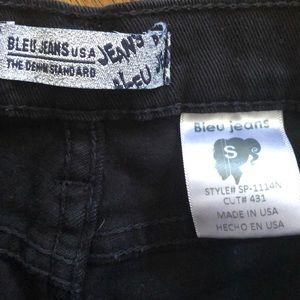 BLEU JEANS USA
THE DENIM STANDARD
JEANS
BLEU J
Bleu jeans
S
STYLE# SP-1114N
CUT# 431
MADE IN USA
HECHO EN USA